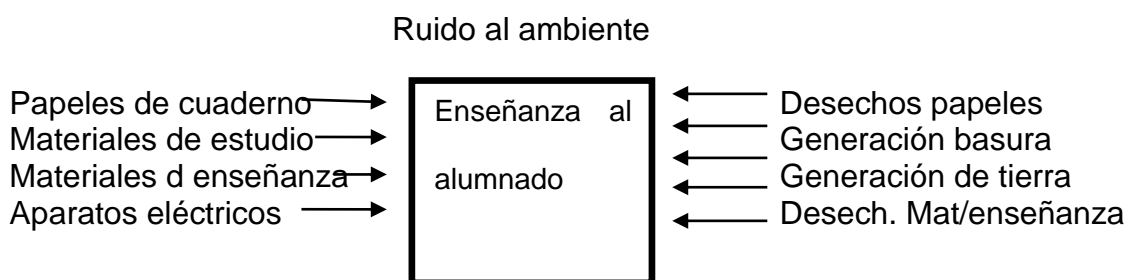 Ruido al ambiente
Papeles de cuaderno
Materiales de estudio
Materiales d enseñanza
Aparatos eléctricos
Enseñanza al
alumnado
Desechos papeles
Generación basura
Generación de tierra
Desech. Mat/enseñanza